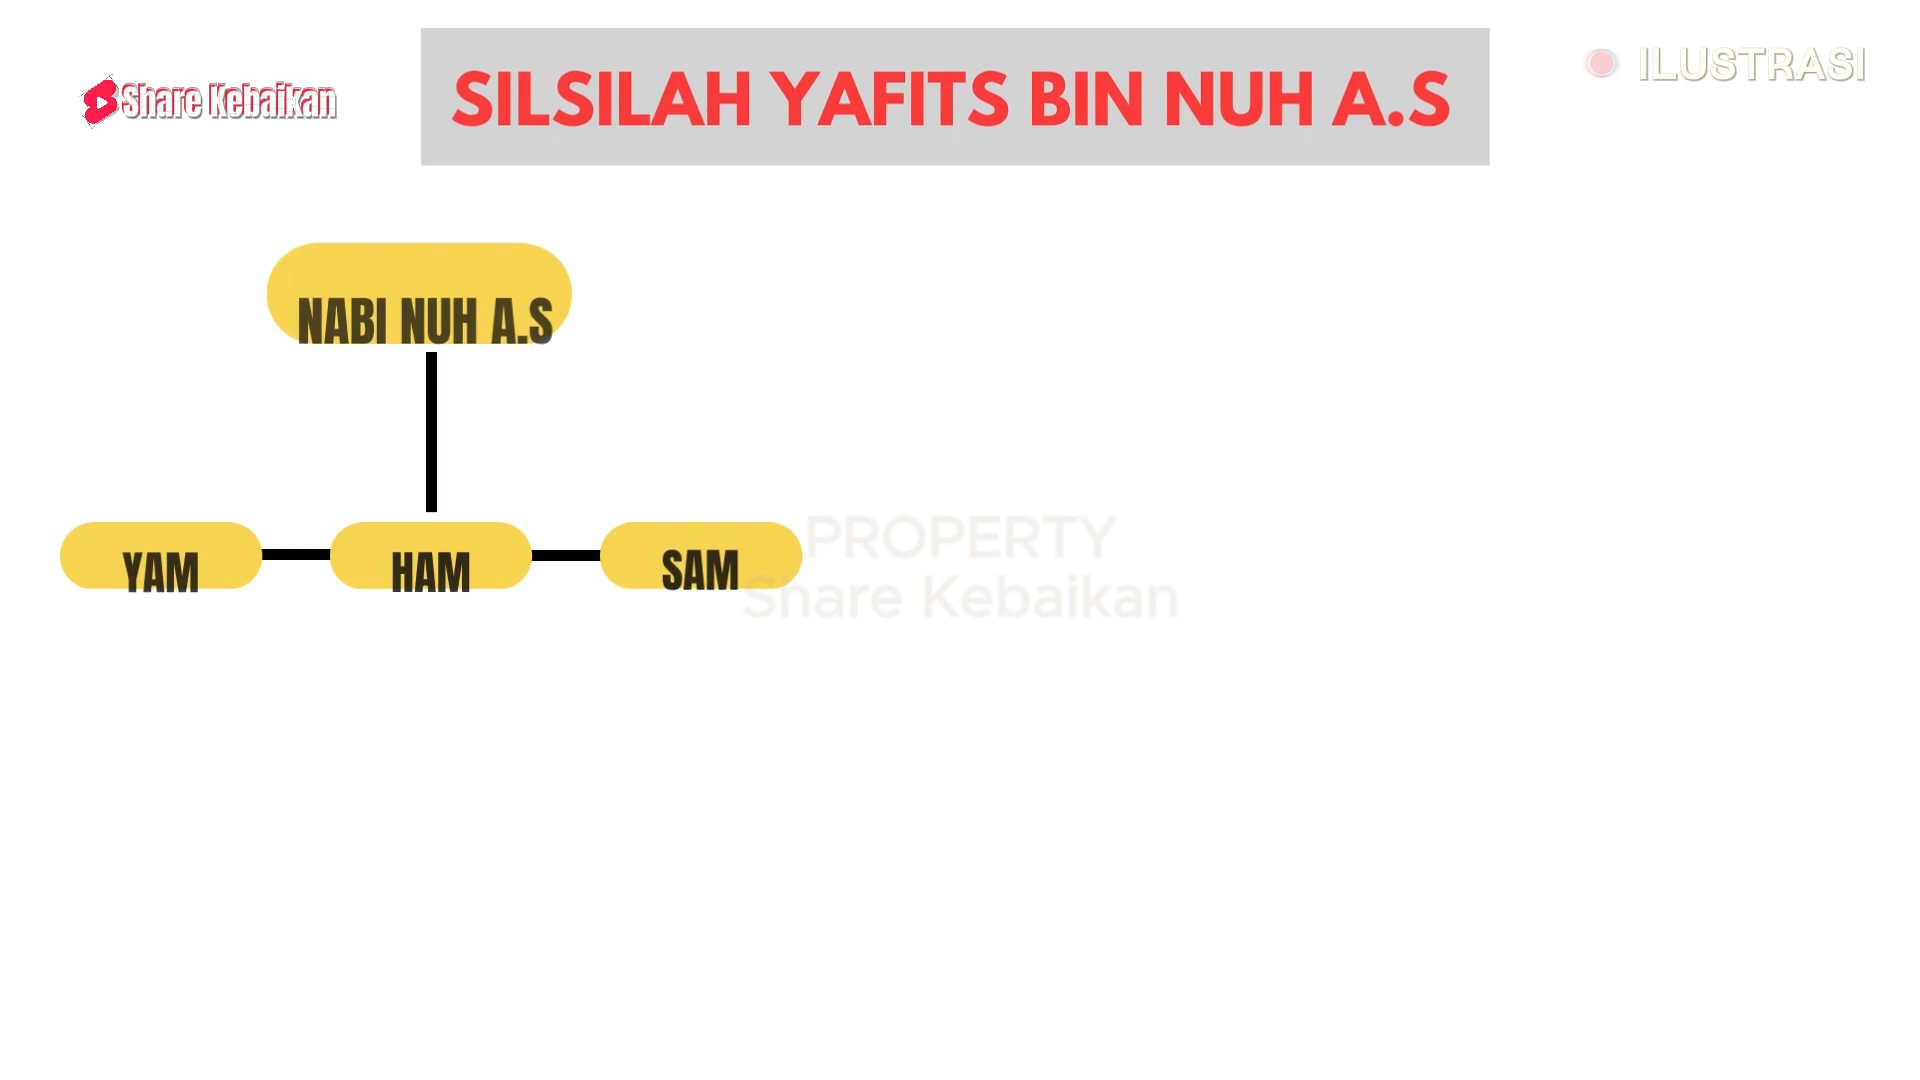 Share Kebaikan
SILSILAH YAFITS BIN NUH A.S
ILUSTRASI
NABI NUH A.S
YAM
HAM
SAM
PROPERTY
Share Kebaikan